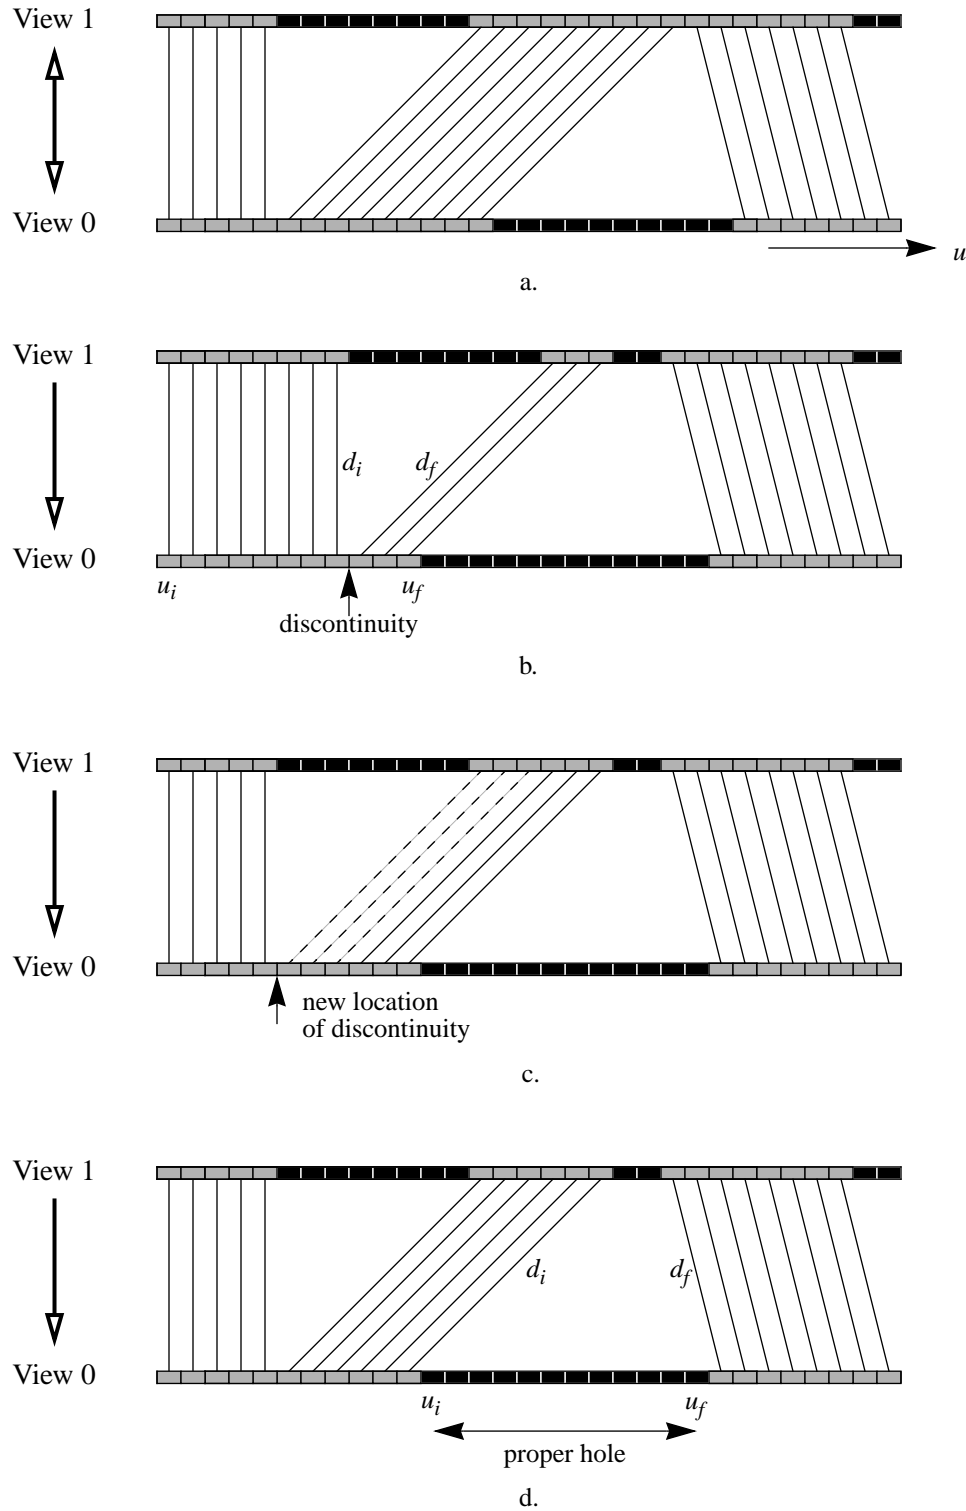 View 1
View 0
u
a.
View 1
d_i d_f
View 0
u_i u_f
discontinuity
b.
View 1
View 0
new location
of discontinuity
c.
View 1
d_i d_f
View 0
u_i u_f
proper hole
d.